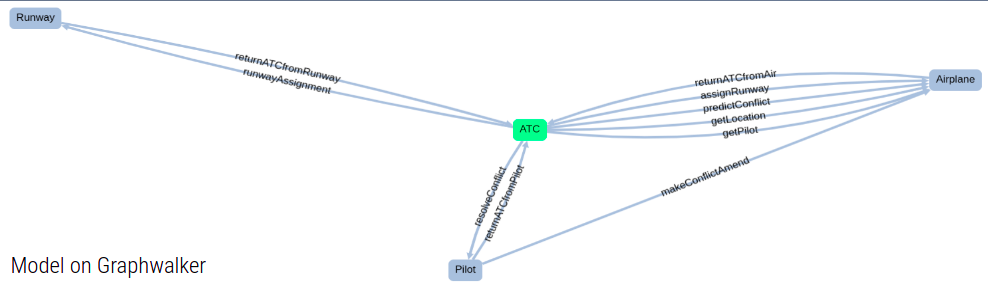 Runway
returnATCfromRunway
runwayAssignment
returnATCfromAir
assignRunway
predictConflict
getLocation
getPilot
Airplane
ATC
resolveConflict
returnATCfromPilot
makeConflictAmend
Pilot
Model on Graphwalker